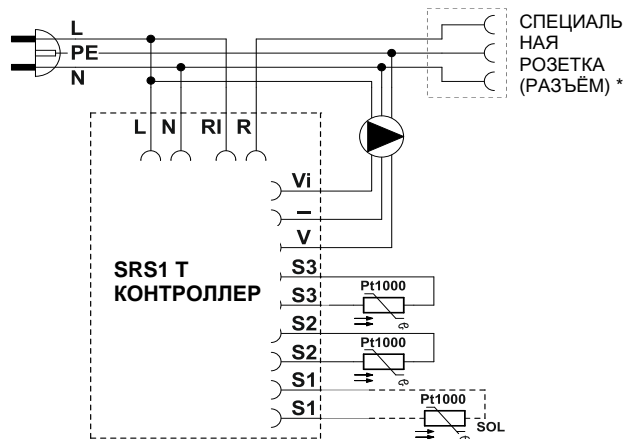 L
PE
N
СПЕЦИАЛЬ
НАЯ
РОЗЕТКА
(РАЗЪЁМ) *
L N RI R
Vi
–
V
SRS1 T
КОНТРОЛЛЕР
S3
Pt1000
S3
S2
Pt1000
S2
S1
Pt1000
S1
SOL